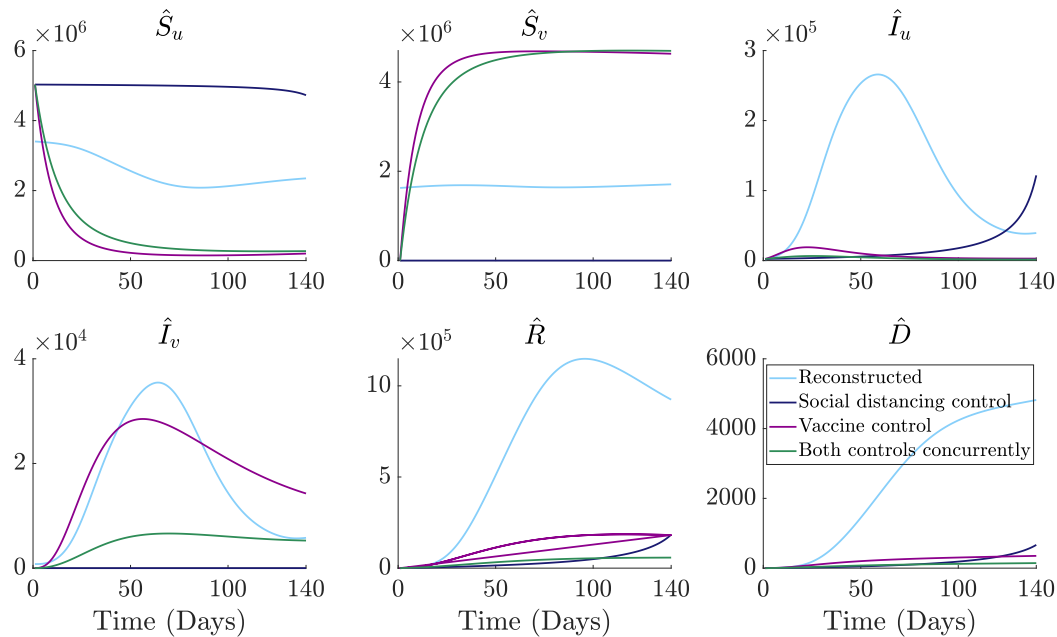 Ŝ_u
×10^6
6
4
2
0
0 50 100 140
Ŝ_v
×10^6
4
2
0
0 50 100 140
Î_u
×10^5
3
2
1
0
0 50 100 140
Î_v
×10^4
4
2
0
0 50 100 140
Time (Days)
R̂
×10^5
10
5
0
0 50 100 140
Time (Days)
D̂
6000
4000
2000
0
Reconstructed
Social distancing control
Vaccine control
Both controls concurrently
0 50 100 140
Time (Days)